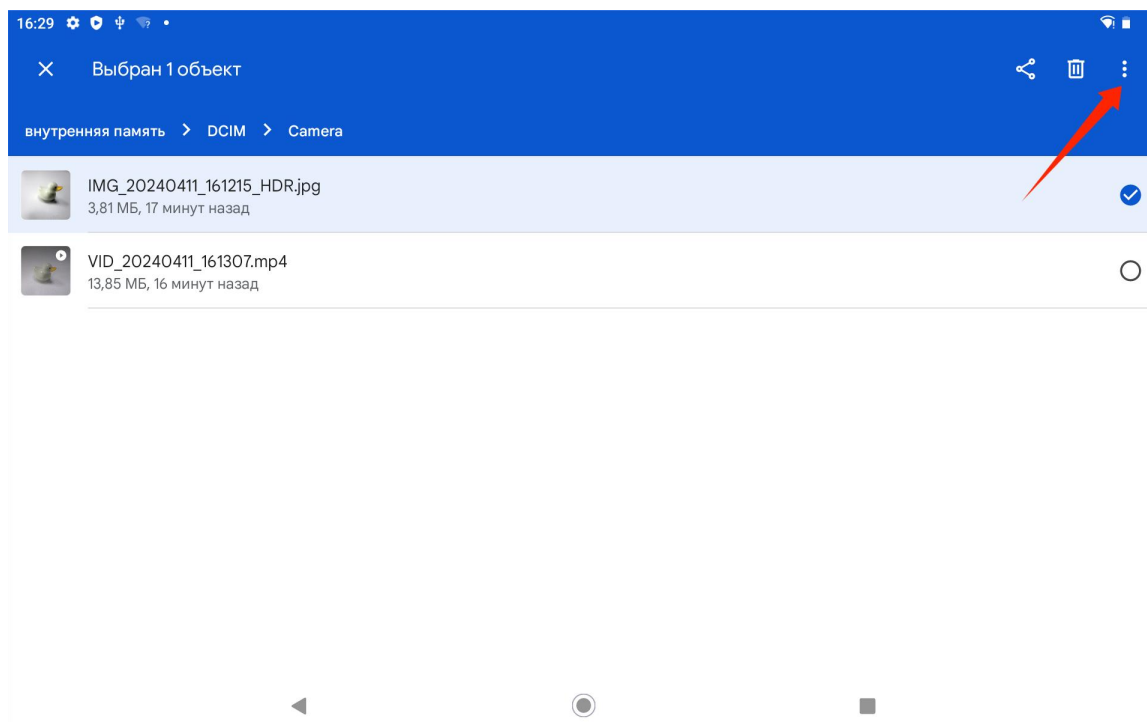 16:29
Выбран 1 объект
внутренняя память > DCIM > Camera
IMG_20240411_161215_HDR.jpg
3,81 МБ, 17 минут назад
VID_20240411_161307.mp4
13,85 МБ, 16 минут назад